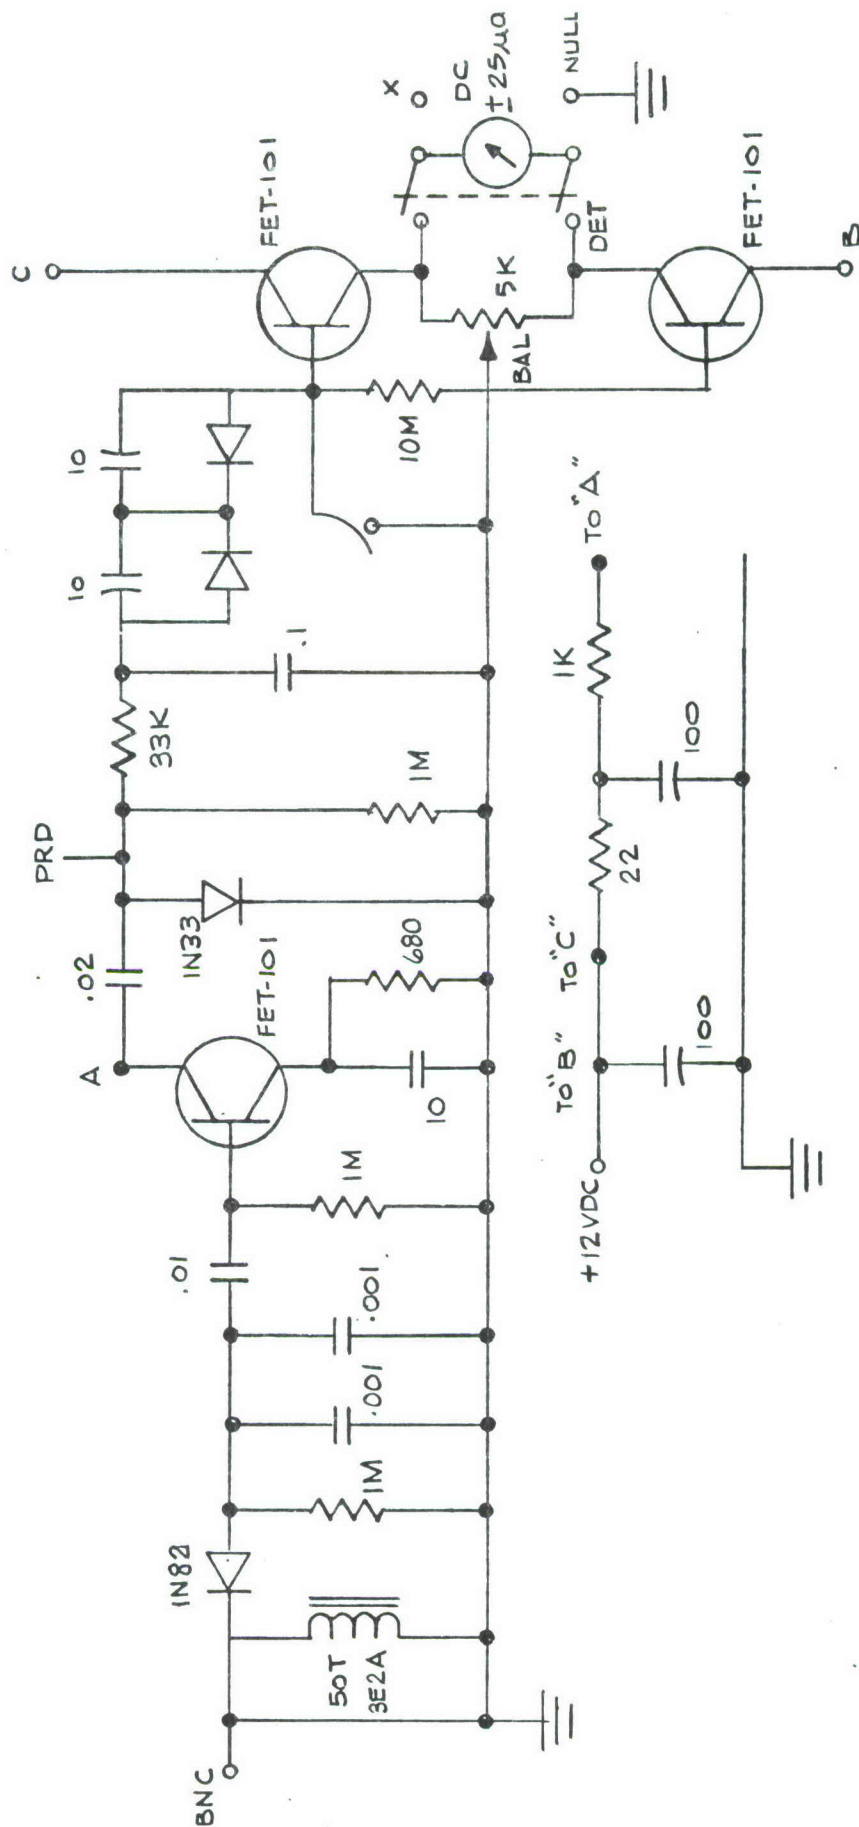 BNC
50T
3E2A
1N82
1M
.001
.001
.01
1M
A
FET-101
10
680
.02
1N33
PRD
1M
33K
.1
10
10
10M
C
FET-101
BAL
5K
X
DC
±25µa
DET
NULL
FET-101
B
+12VDC
TO "B"
TO "C"
100
22
100
1K
TO "A"